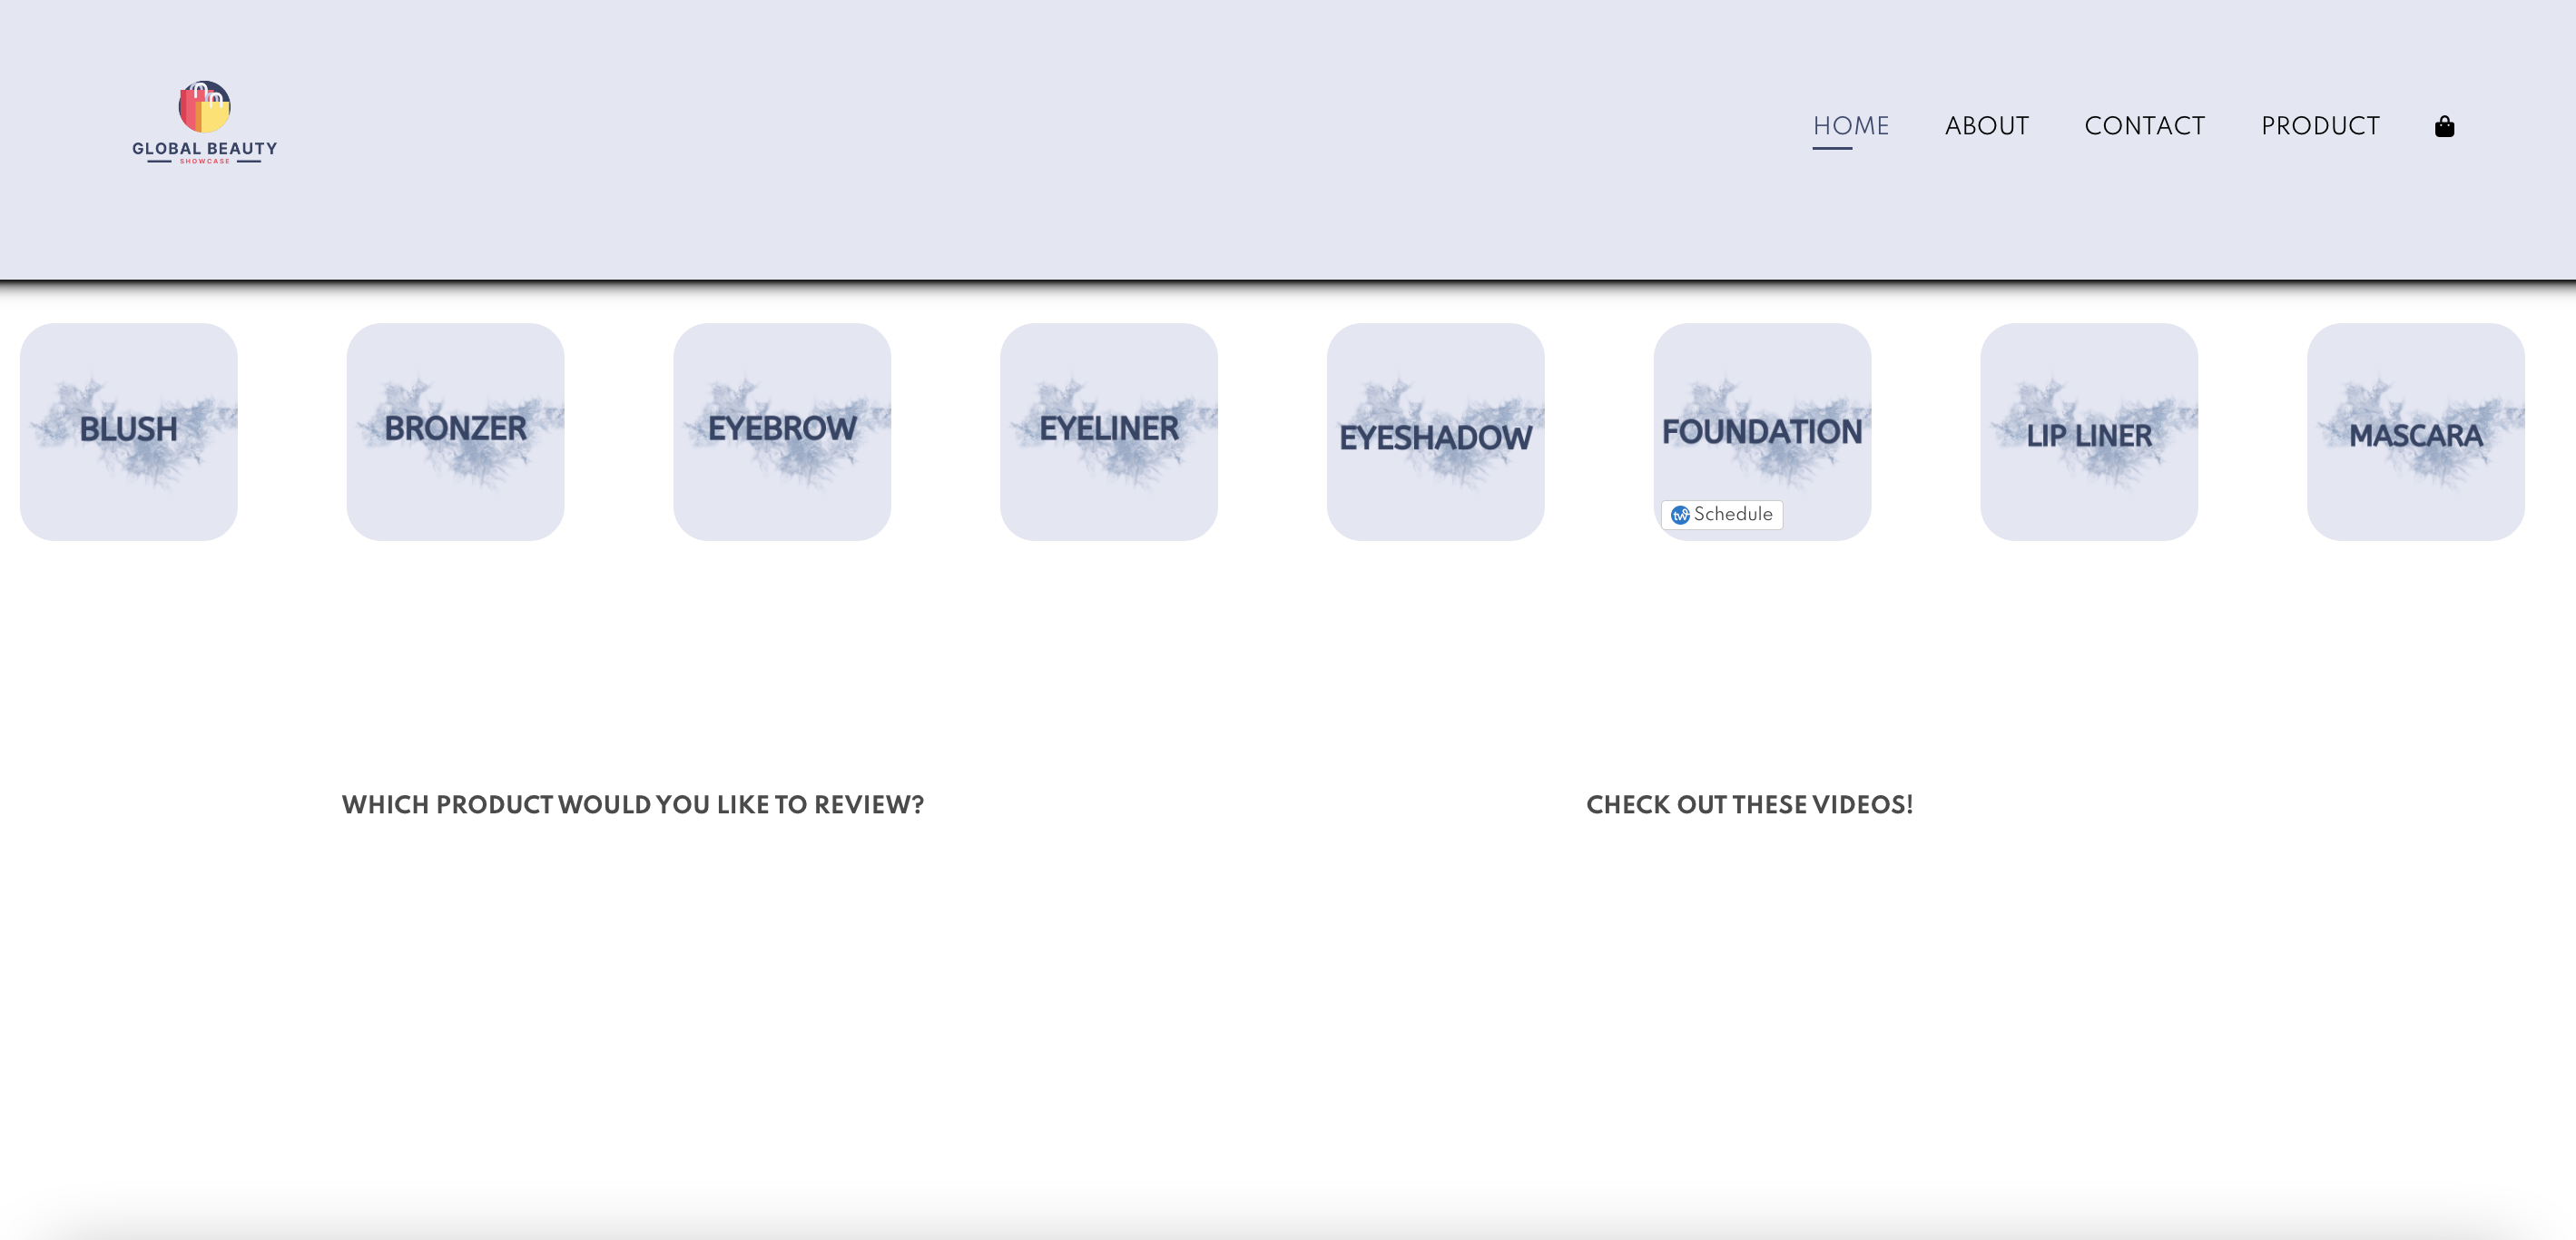 GLOBAL BEAUTY
SHOWCASE
HOME ABOUT CONTACT PRODUCT
BLUSH BRONZER EYEBROW EYELINER EYESHADOW FOUNDATION LIP LINER MASCARA
tw Schedule
WHICH PRODUCT WOULD YOU LIKE TO REVIEW? CHECK OUT THESE VIDEOS!